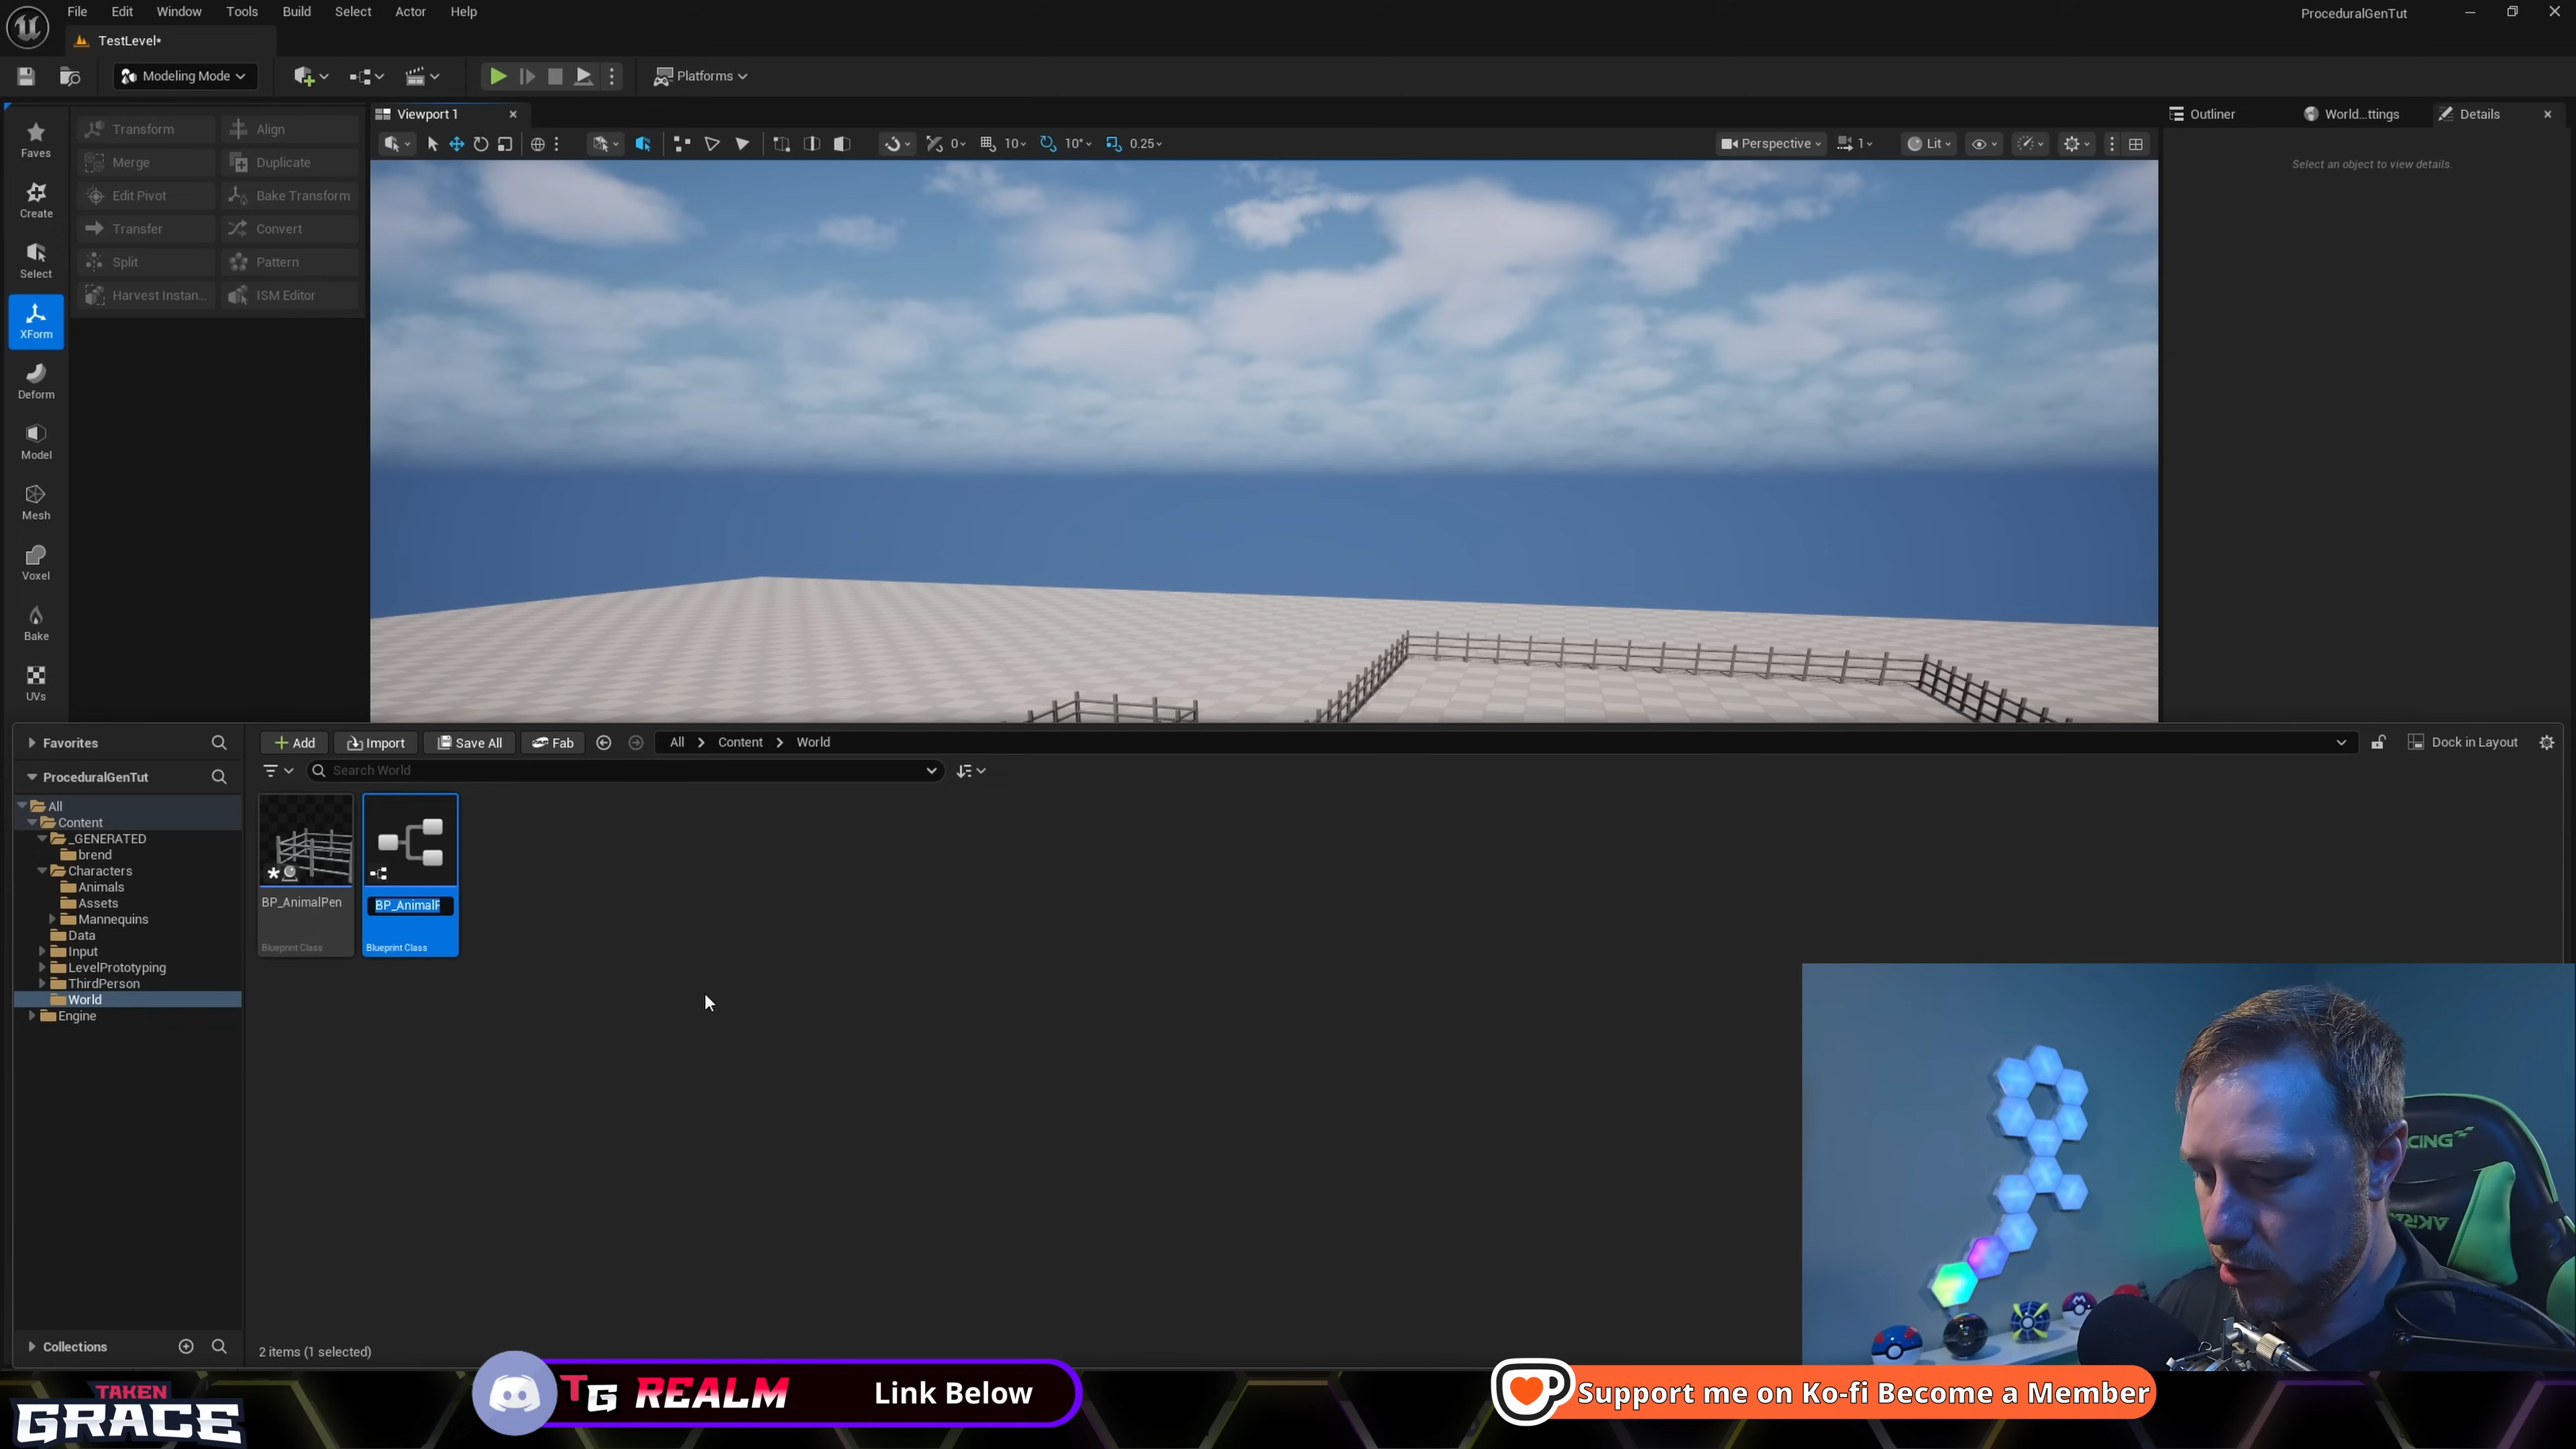 File Edit Window Tools Build Select Actor Help
ProceduralGenTut
TestLevel*
Modeling Mode
Platforms
Viewport 1
Outliner
World...ttings
Details
Faves
Create
Select
XForm
Deform
Model
Mesh
Voxel
Bake
UVs
Transform Align
Merge Duplicate
Edit Pivot Bake Transform
Transfer Convert
Split Pattern
Harvest Instan... ISM Editor
0 10 10° 0.25
Perspective 1 Lit
Select an object to view details.
Favorites
ProceduralGenTut
All
Content
_GENERATED
brend
Characters
Animals
Assets
Mannequins
Data
Input
LevelPrototyping
ThirdPerson
World
Engine
Collections
Add Import Save All Fab All > Content > World
Dock in Layout
Search World
BP_AnimalPen
Blueprint Class
BP_AnimalP
Blueprint Class
2 items (1 selected)
CING
AKRA
TAKEN
GRACE
TG REALM Link Below
Support me on Ko-fi Become a Member